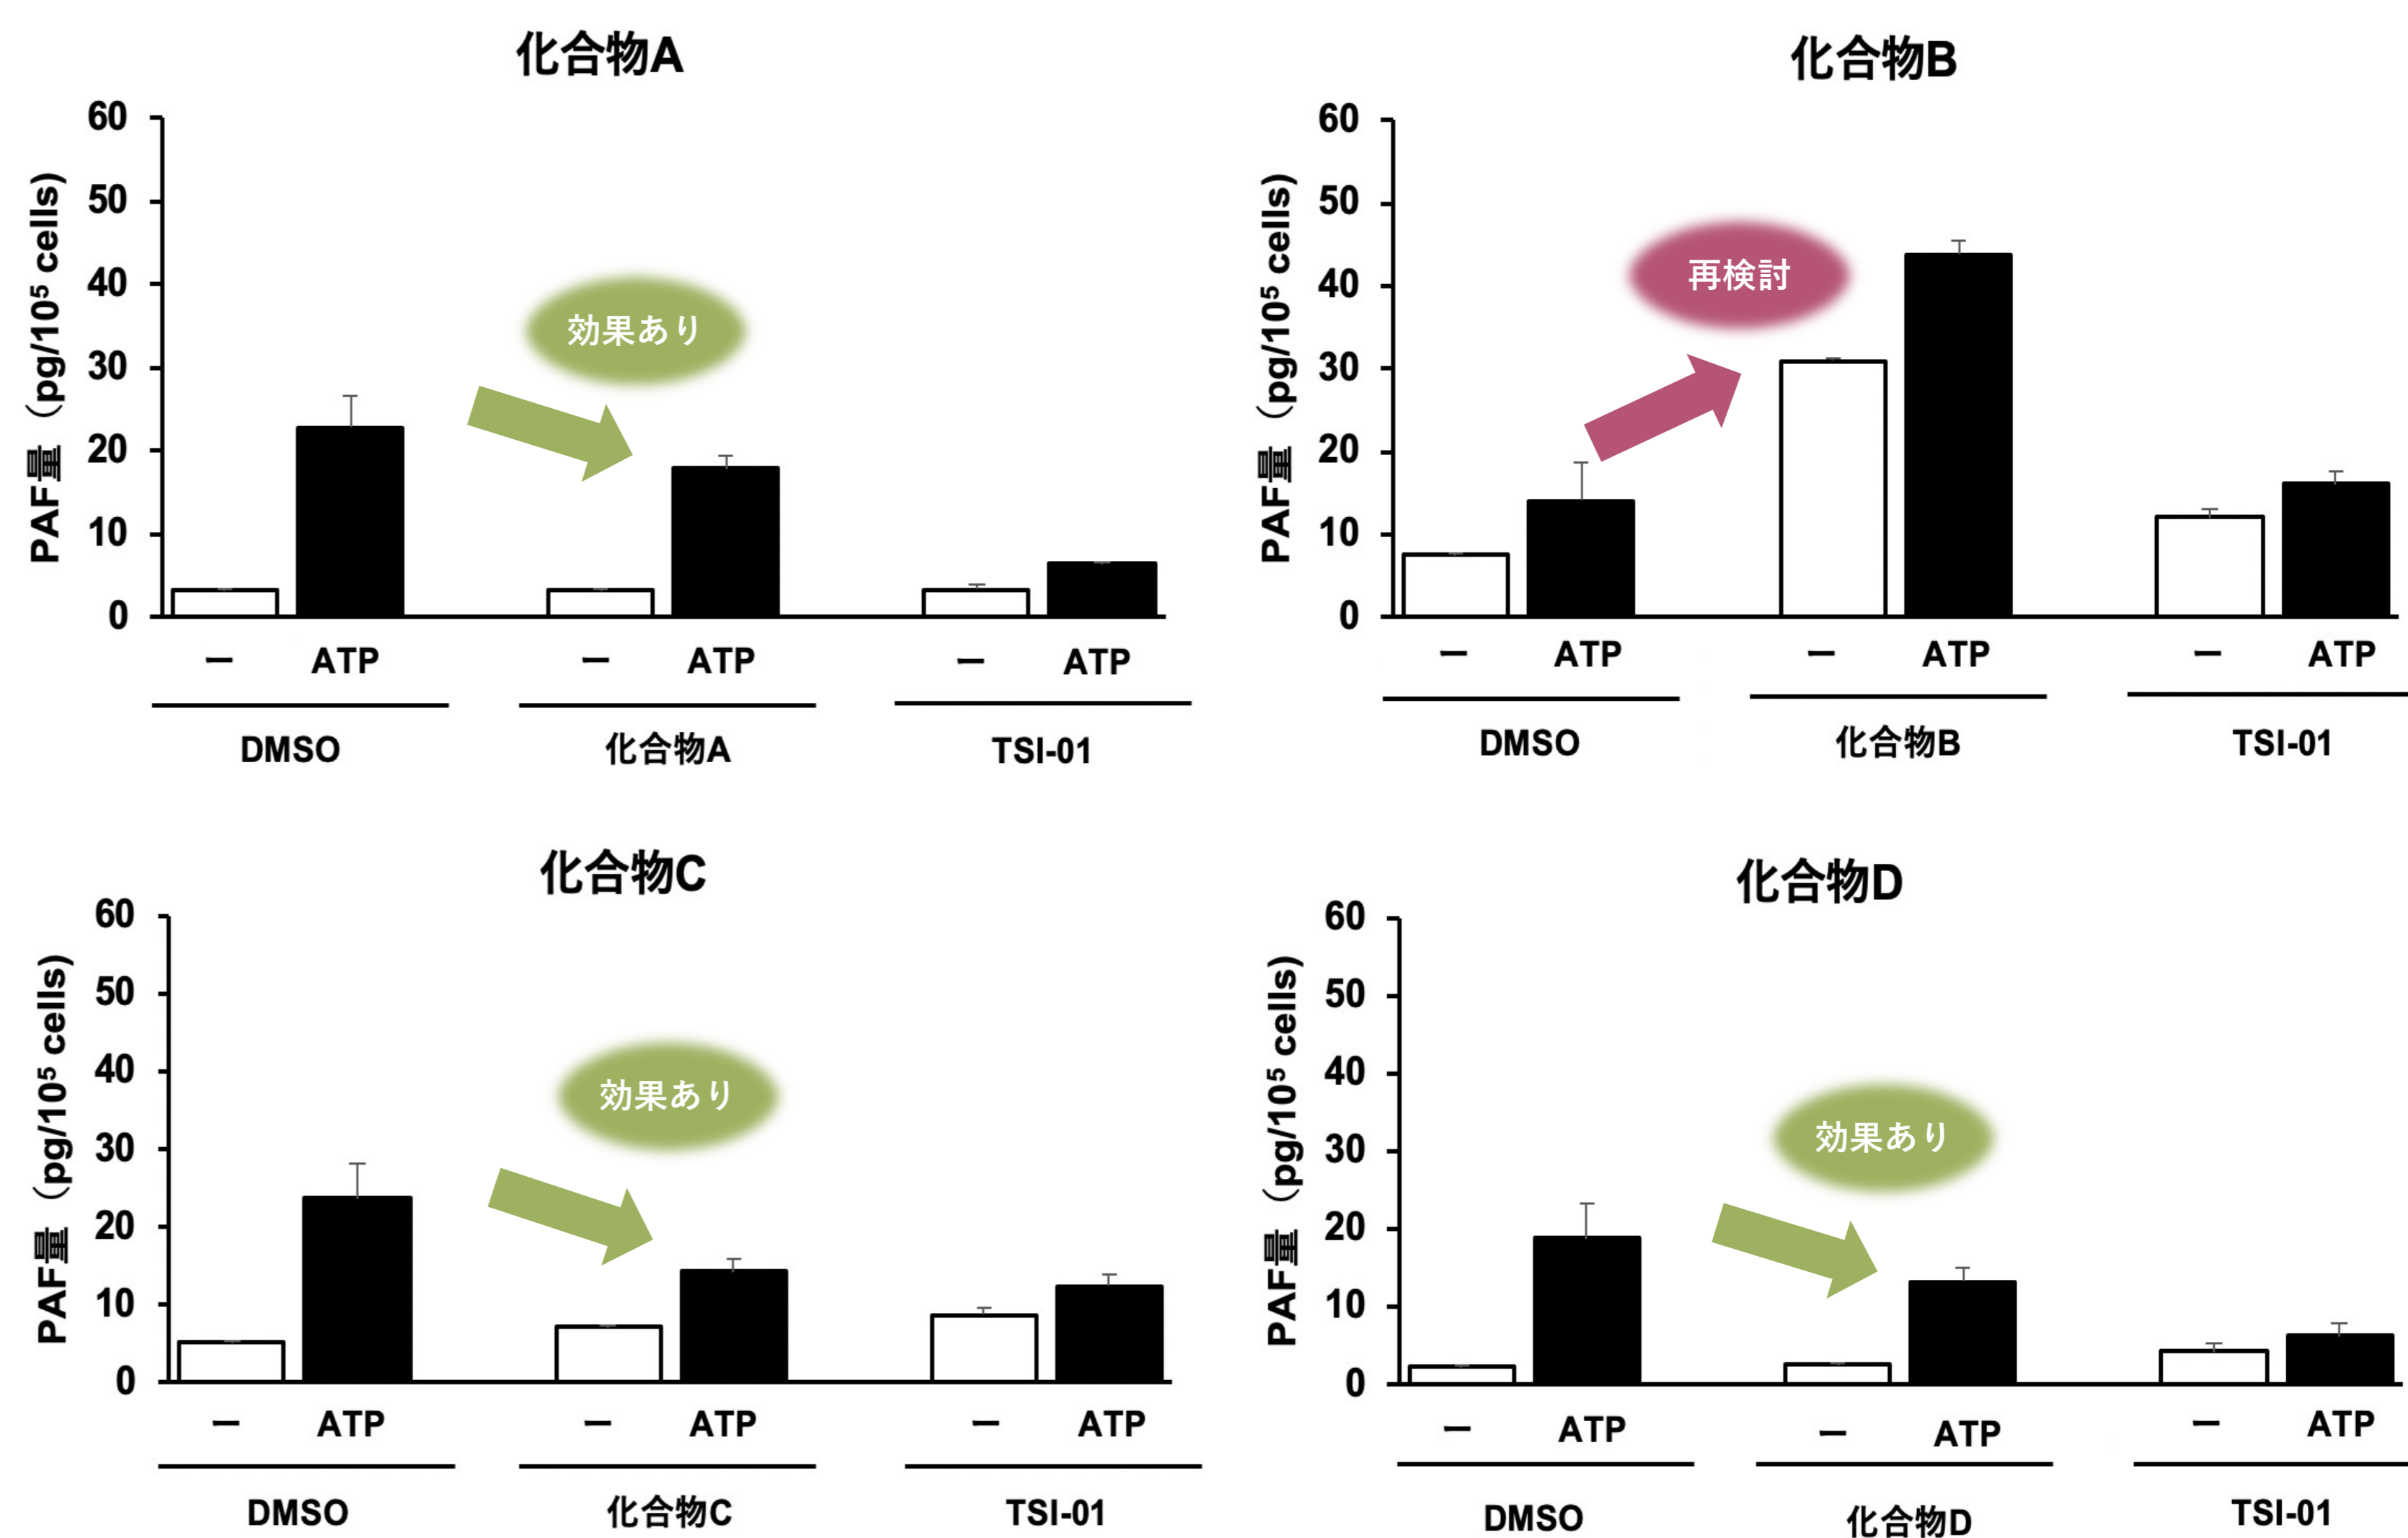 化合物A
PAF量（pg/10⁵ cells)
60
50
40
30
20
10
0
効果あり
ー ATP ー ATP ー ATP
DMSO 化合物A TSI-01
化合物B
PAF量（pg/10⁵ cells)
60
50
40
30
20
10
0
再検討
ー ATP ー ATP ー ATP
DMSO 化合物B TSI-01
化合物C
PAF量（pg/10⁵ cells)
60
50
40
30
20
10
0
効果あり
ー ATP ー ATP ー ATP
DMSO 化合物C TSI-01
化合物D
PAF量（pg/10⁵ cells)
60
50
40
30
20
10
0
効果あり
ー ATP ー ATP ー ATP
DMSO 化合物D TSI-01